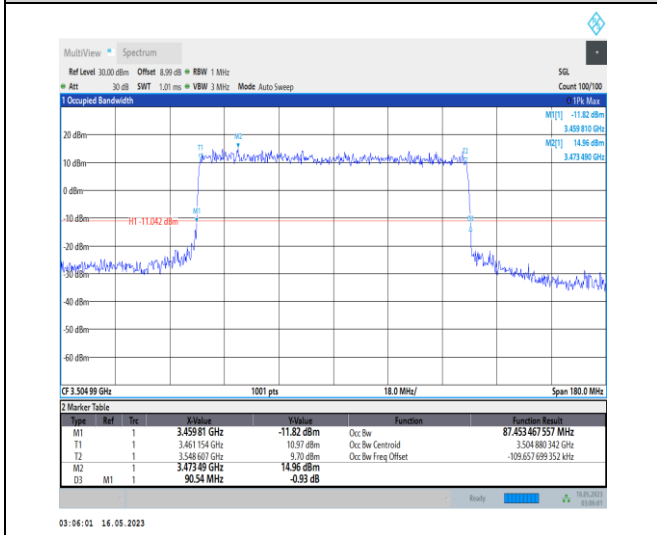 MultiView Spectrum
Ref Level 30.00 dBm Offset 8.99 dB RBW 1 MHz SGL
Att 30 dB SWT 1.01 ms VBW 3 MHz Mode Auto Sweep Count 100/100
1 Occupied Bandwidth 1Pk Max
M1[1] -11.82 dBm
3.459 810 GHz
M2[1] 14.96 dBm
3.473 490 GHz
20 dBm
M2
T1
T2
10 dBm
0 dBm
M1
-10 dBm
H1 -11.042 dBm
D3
-20 dBm
-30 dBm
-40 dBm
-50 dBm
-60 dBm
CF 3.504 99 GHz 1001 pts 18.0 MHz/ Span 180.0 MHz
2 Marker Table
Type Ref Trc X-Value Y-Value Function Function Result
M1 1 3.459 81 GHz -11.82 dBm Occ Bw 87.453 467 557 MHz
T1 1 3.461 154 GHz 10.97 dBm Occ Bw Centroid 3.504 880 342 GHz
T2 1 3.548 607 GHz 9.70 dBm Occ Bw Freq Offset -109.657 699 352 kHz
M2 1 3.473 49 GHz 14.96 dBm
D3 M1 1 90.54 MHz -0.93 dB
Ready 16.05.2023
03:06:01
03:06:01 16.05.2023